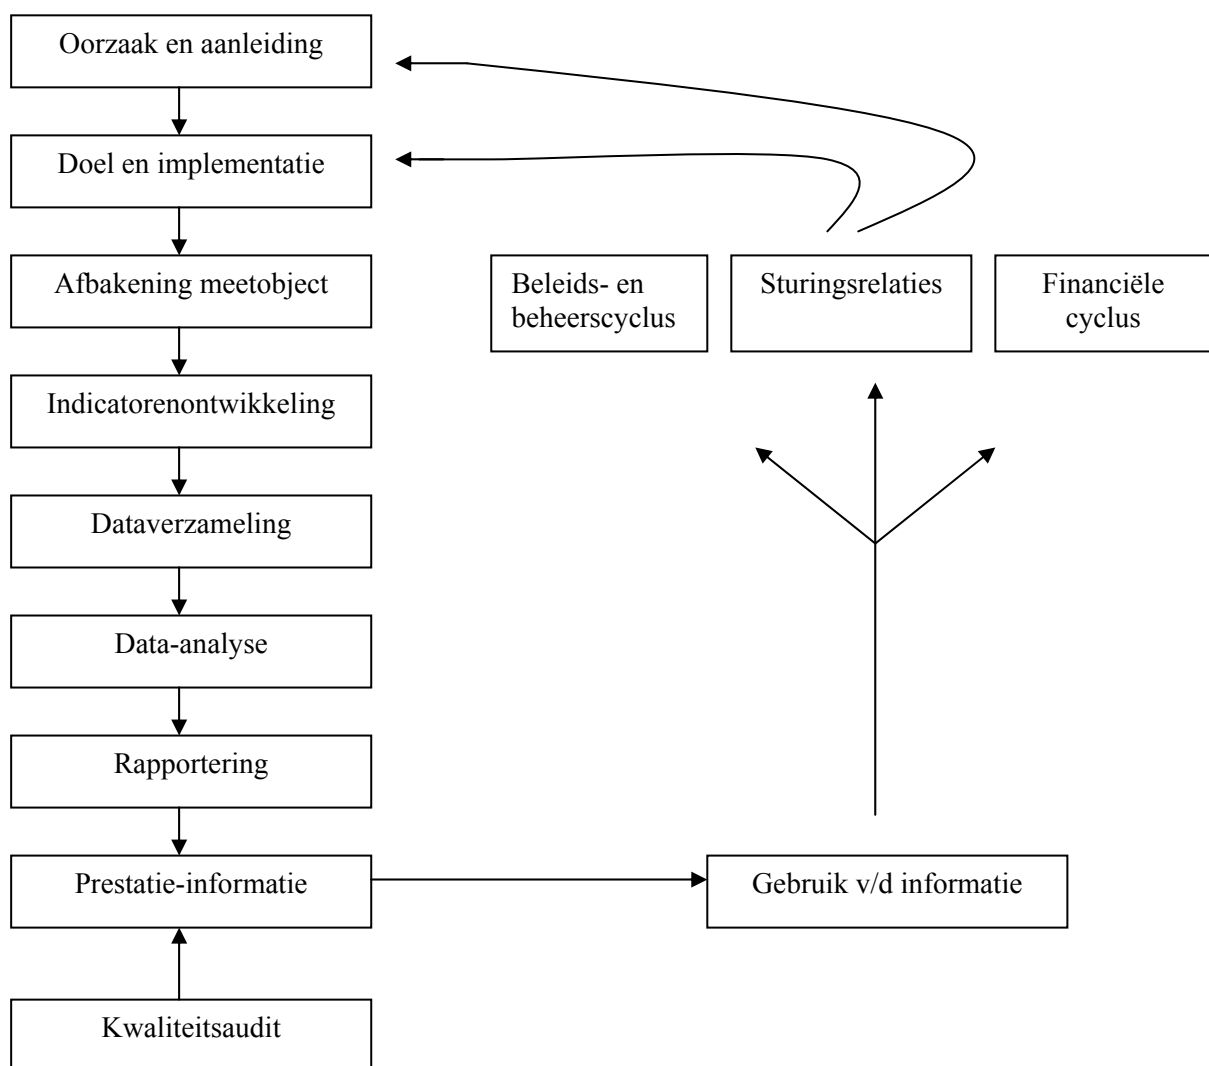 Oorzaak en aanleiding
Doel en implementatie
Afbakening meetobject
Beleids- en
beheerscyclus
Sturingsrelaties
Financiële
cyclus
Indicatorenontwikkeling
Dataverzameling
Data-analyse
Rapportering
Prestatie-informatie
Gebruik v/d informatie
Kwaliteitsaudit